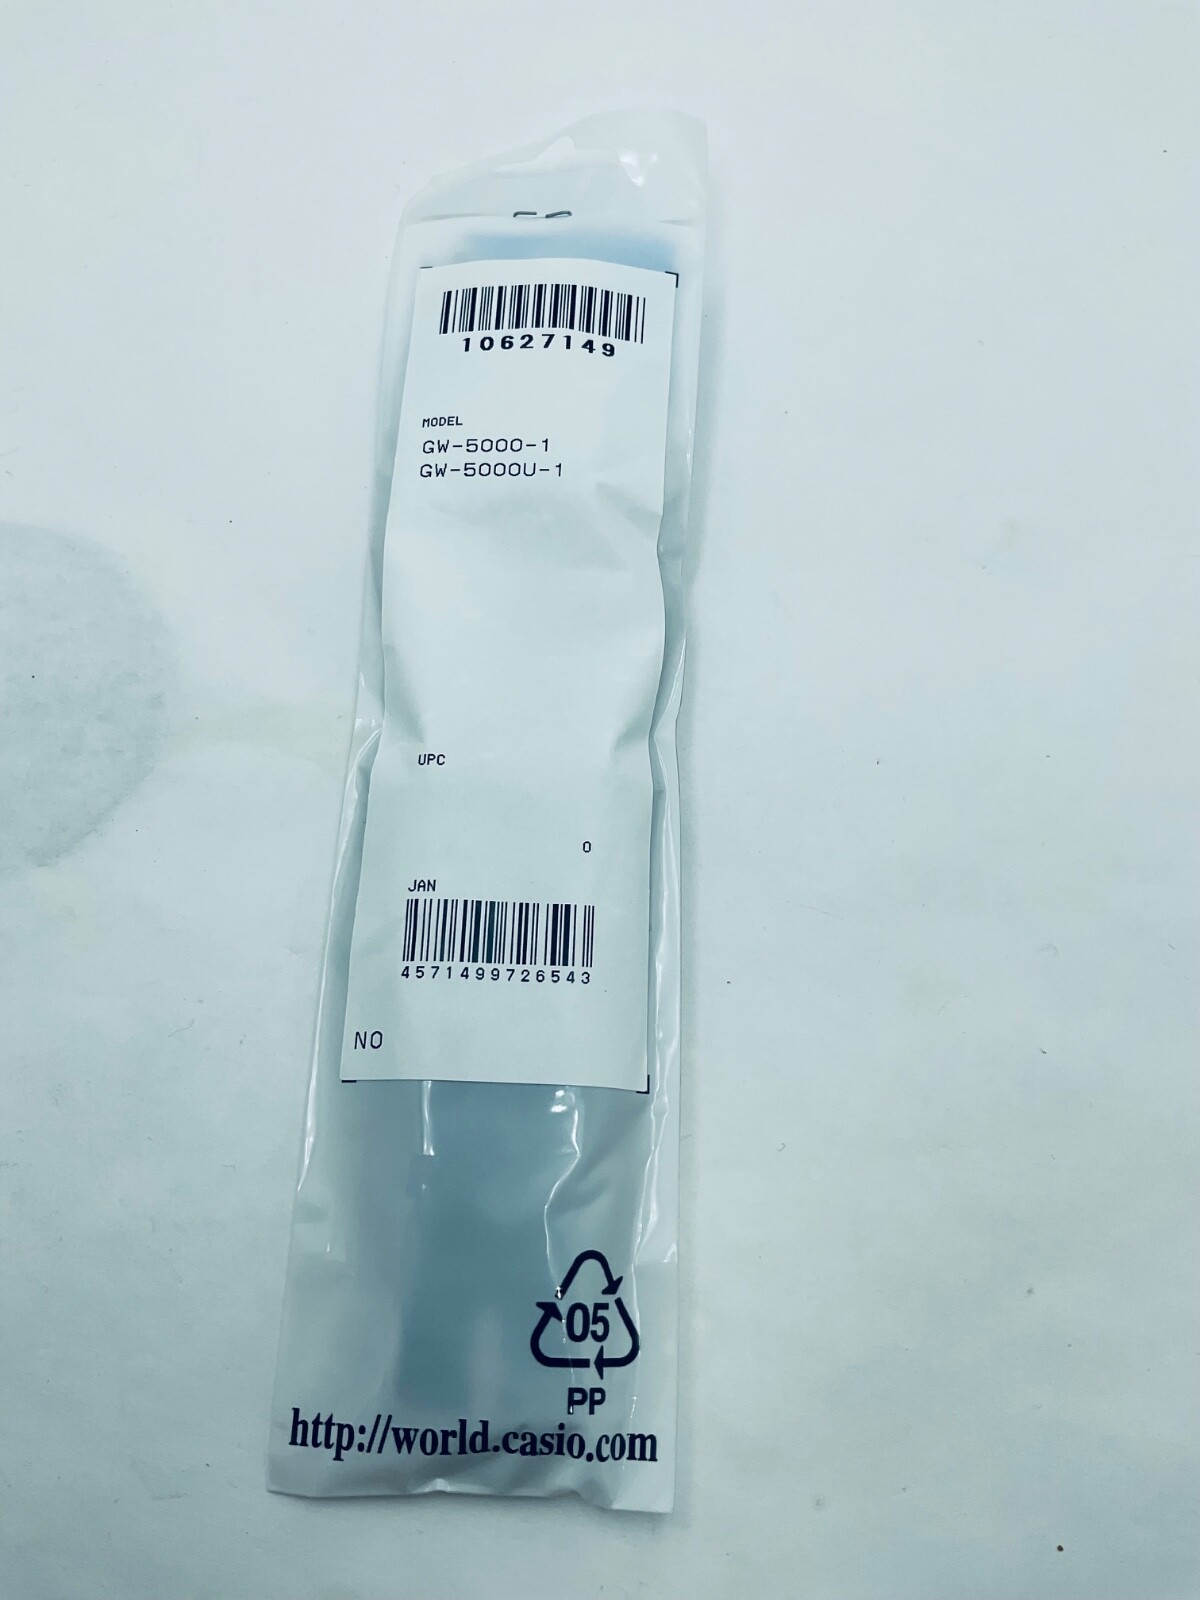 10627149
MODEL
GW-5000-1
GW-5000U-1
UPC
0
JAN
4571499726543
NO
05
PP
http://world.casio.com